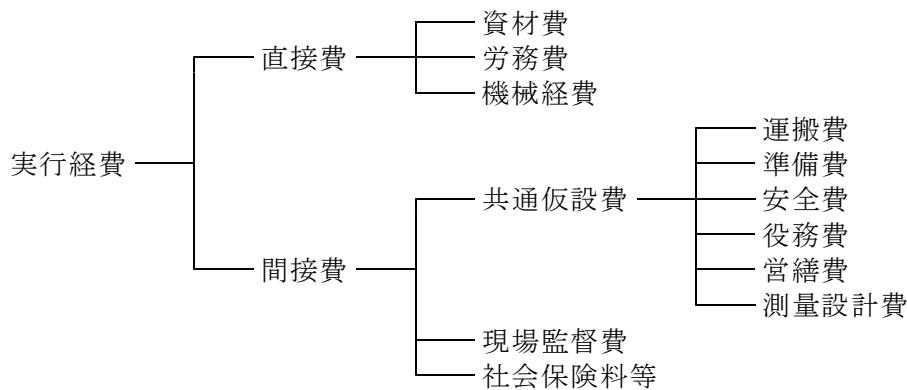 実行経費
直接費
資材費
労務費
機械経費
間接費
共通仮設費
運搬費
準備費
安全費
役務費
営繕費
測量設計費
現場監督費
社会保険料等